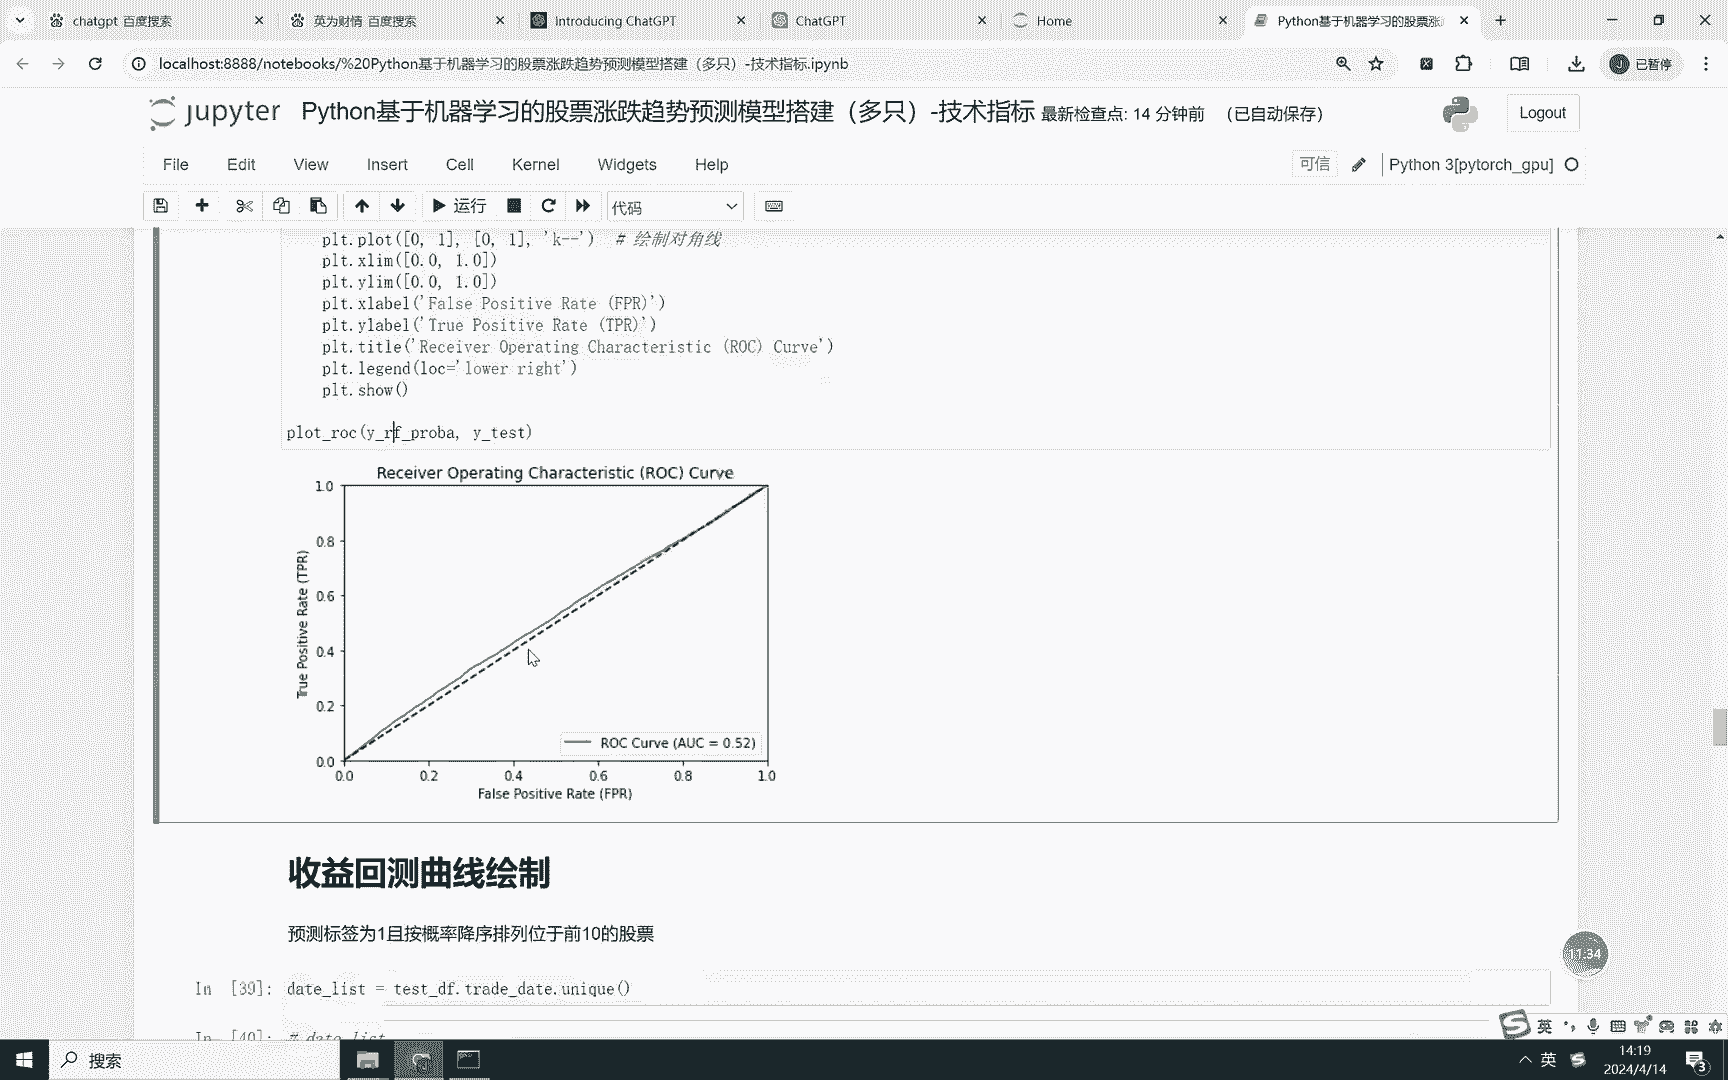 chatgpt 百度搜索
英为财情 百度搜索
Introducing ChatGPT
ChatGPT
Home
Python基于机器学习的股票涨
localhost:8888/notebooks/%20Python基于机器学习的股票涨跌趋势预测模型搭建（多只）-技术指标.ipynb
已暂停
jupyter Python基于机器学习的股票涨跌趋势预测模型搭建（多只）-技术指标 最新检查点: 14 分钟前 （已自动保存）
Logout
File Edit View Insert Cell Kernel Widgets Help
可信
Python 3[pytorch_gpu]
运行
代码
plt.plot([0, 1], [0, 1], 'k--')  # 绘制对角线
plt.xlim([0.0, 1.0])
plt.ylim([0.0, 1.0])
plt.xlabel('False Positive Rate (FPR)')
plt.ylabel('True Positive Rate (TPR)')
plt.title('Receiver Operating Characteristic (ROC) Curve')
plt.legend(loc='lower right')
plt.show()
plot_roc(y_rf_proba, y_test)
Receiver Operating Characteristic (ROC) Curve
1.0
0.8
0.6
0.4
0.2
0.0
True Positive Rate (TPR)
ROC Curve (AUC = 0.52)
0.0 0.2 0.4 0.6 0.8 1.0
False Positive Rate (FPR)
收益回测曲线绘制
预测标签为1且按概率降序排列位于前10的股票
11:34
In [39]: date_list = test_df.trade_date.unique()
In [40]: # date_list
英
搜索
英
14:19
2024/4/14
3